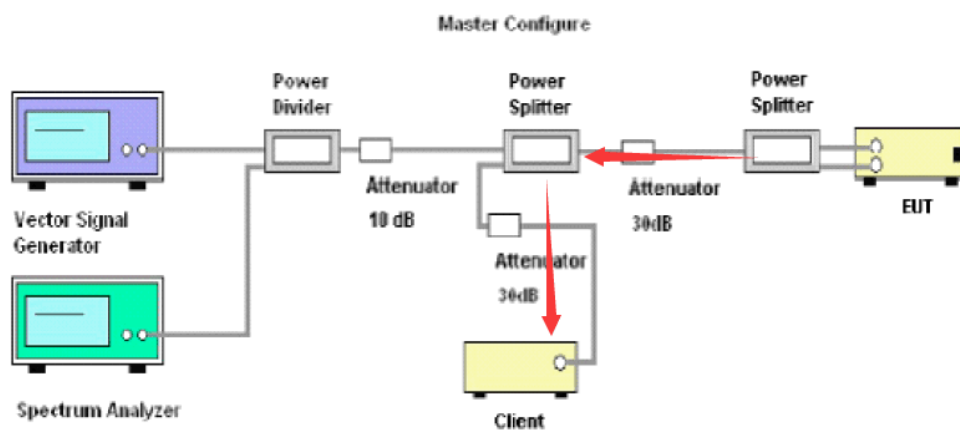 Master Configure
Power
Divider
Power
Splitter
Power
Splitter
Attenuator
10 dB
Attenuator
30dB
EUT
Vector Signal
Generator
Attenuator
30dB
Spectrum Analyzer
Client